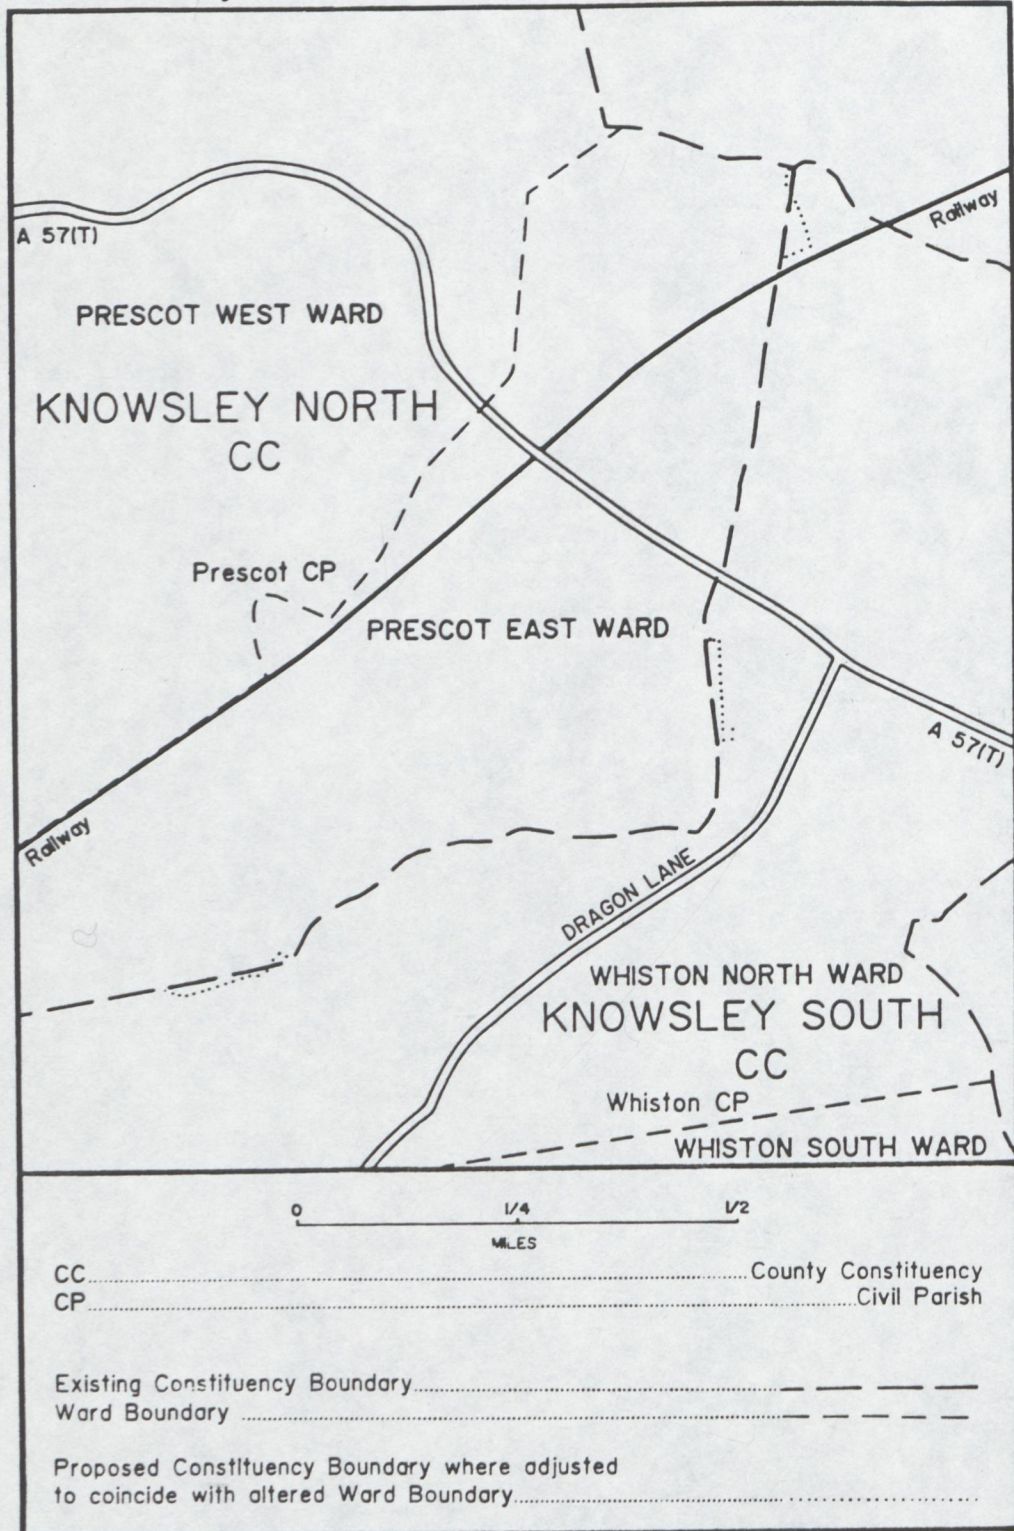 Railway
A 57(T)
PRESCOT WEST WARD
KNOWSLEY NORTH
CC
Prescot CP
PRESCOT EAST WARD
A 57(T)
Railway
DRAGON LANE
WHISTON NORTH WARD
KNOWSLEY SOUTH
CC
Whiston CP
WHISTON SOUTH WARD
0 1/4 1/2
MILES
CC County Constituency
CP Civil Parish
Existing Constituency Boundary
Ward Boundary
Proposed Constituency Boundary where adjusted
to coincide with altered Ward Boundary